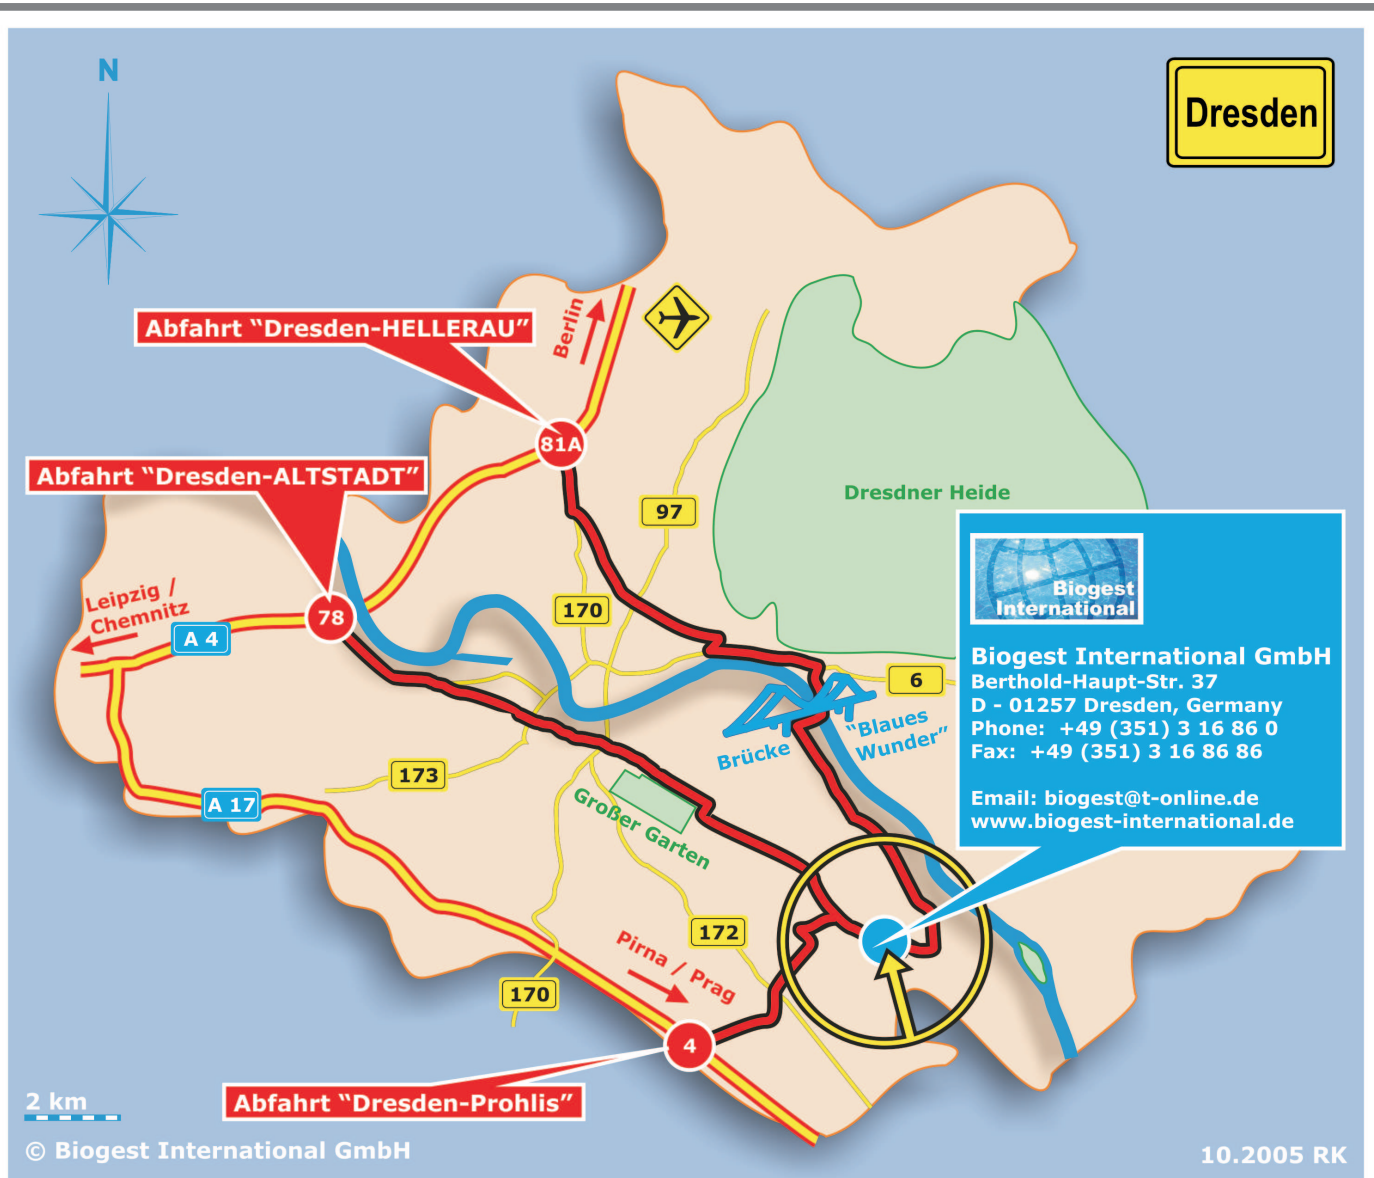 N
Dresden
Abfahrt “Dresden-HELLERAU”
Berlin
81A
Abfahrt “Dresden-ALTSTADT”
Dresdner Heide
97
Leipzig /
Chemnitz
78
A 4
170
Biogest
International
Biogest International GmbH
Berthold-Haupt-Str. 37
D - 01257 Dresden, Germany
Phone: +49 (351) 3 16 86 0
Fax: +49 (351) 3 16 86 86
Email: biogest@t-online.de
www.biogest-international.de
6
Brücke
“Blaues
Wunder”
173
A 17
Großer Garten
172
Pirna / Prag
170
4
Abfahrt “Dresden-Prohlis”
2 km
© Biogest International GmbH
10.2005 RK